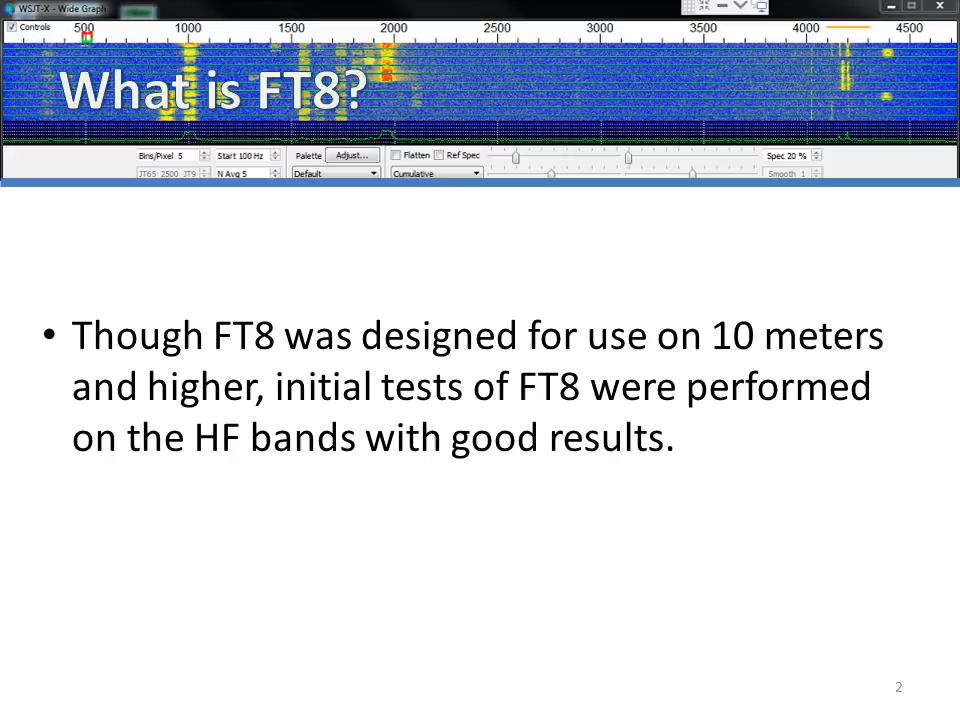 WSJT-X - Wide Graph
Controls 500 1000 1500 2000 2500 3000 3500 4000 4500
What is FT8?
Bins/Pixel 5 Start 100 Hz Palette Adjust... Flatten Ref Spec Spec 20 %
JT65 2500 JT9 N Avg 5 Default Cumulative Smooth 1
• Though FT8 was designed for use on 10 meters
and higher, initial tests of FT8 were performed
on the HF bands with good results.
2